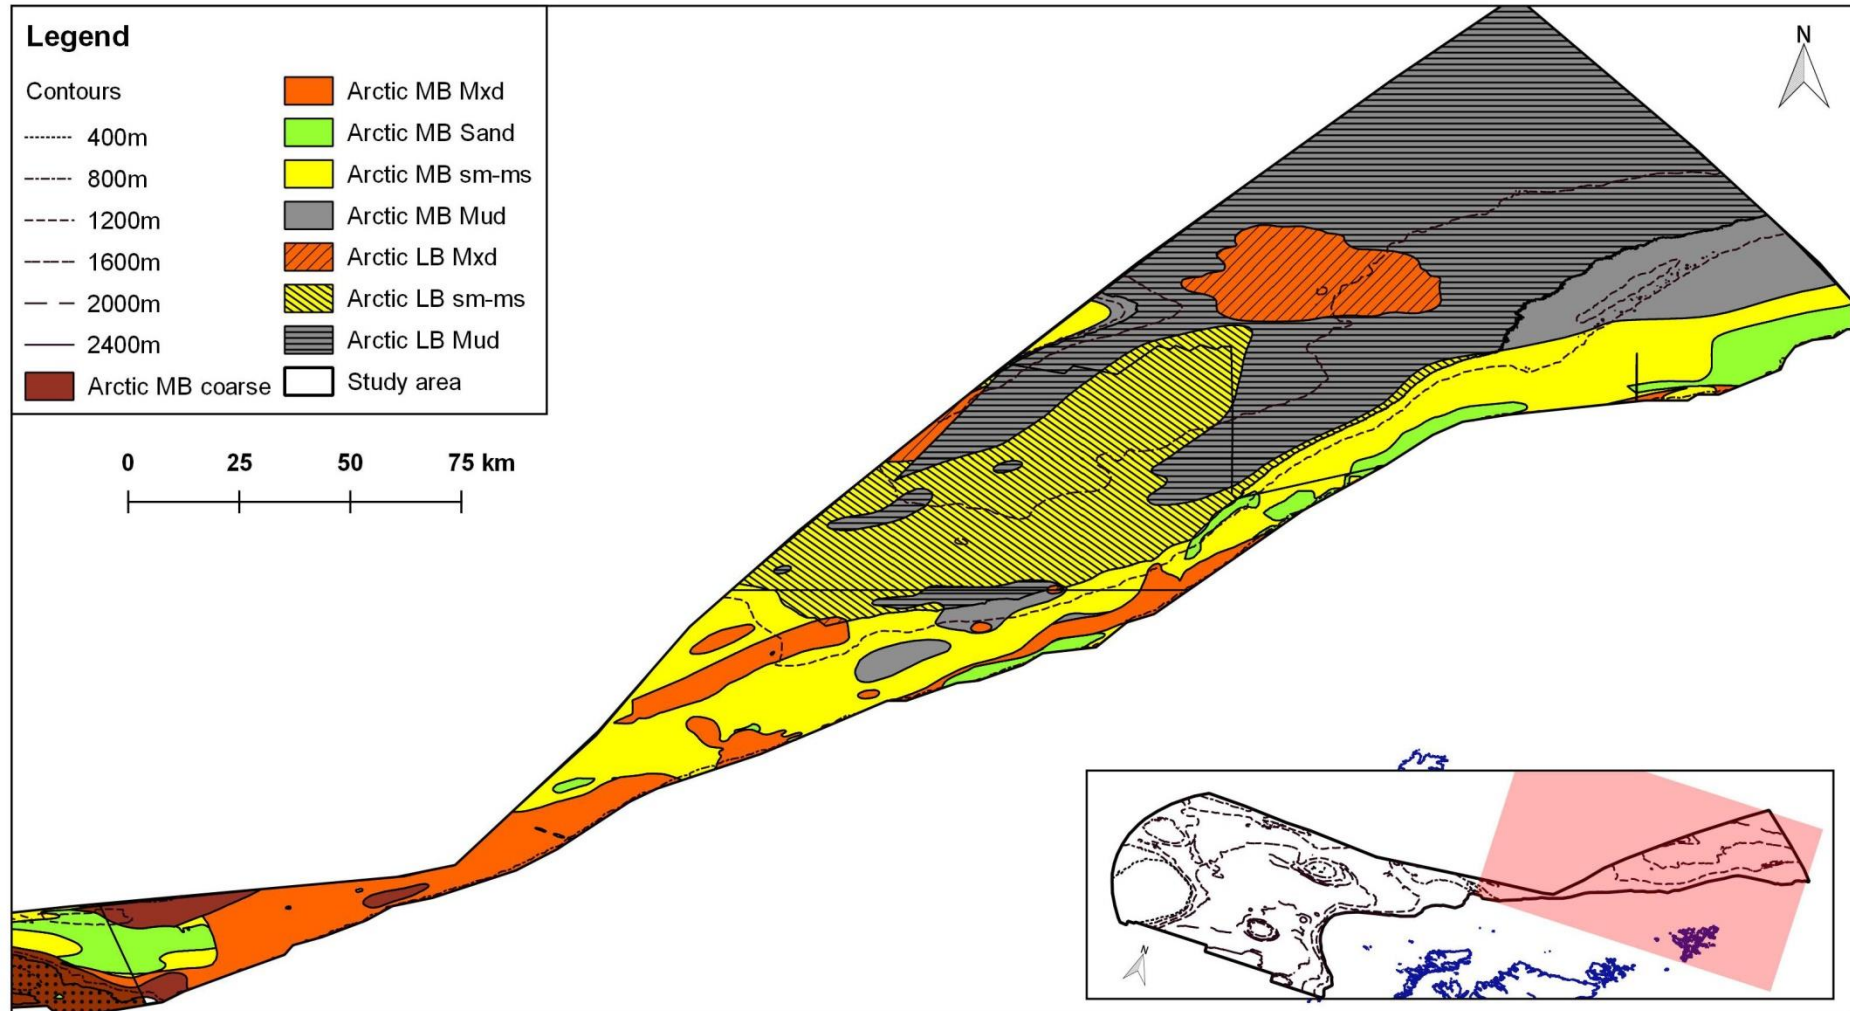 Legend
Contours
400m
800m
1200m
1600m
2000m
2400m
Arctic MB coarse
Arctic MB Mxd
Arctic MB Sand
Arctic MB sm-ms
Arctic MB Mud
Arctic LB Mxd
Arctic LB sm-ms
Arctic LB Mud
Study area
N
0 25 50 75 km
N